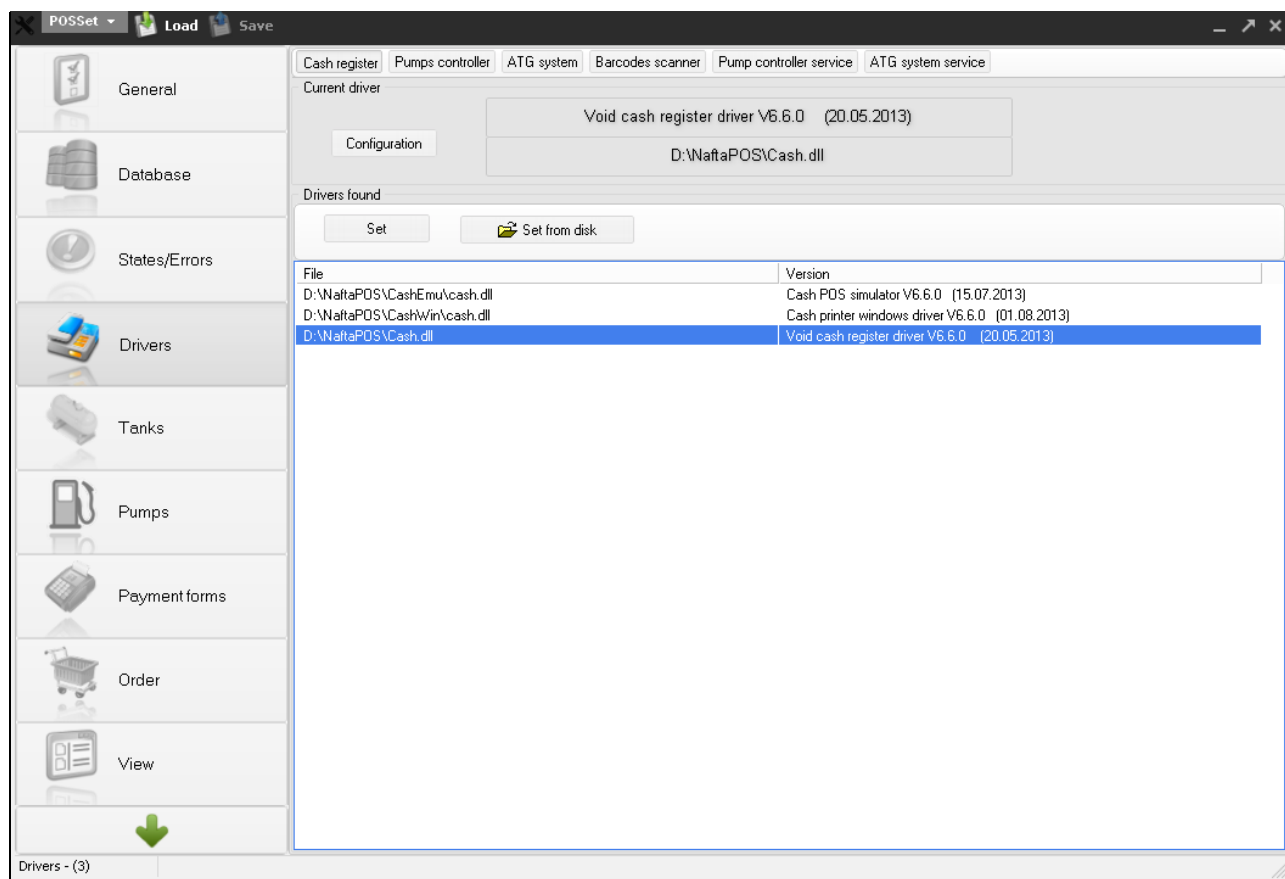 POSSet Load Save
General
Database
States/Errors
Drivers
Tanks
Pumps
Payment forms
Order
View
Cash register Pumps controller ATG system Barcodes scanner Pump controller service ATG system service
Current driver
Configuration
Void cash register driver V6.6.0 (20.05.2013)
D:\NaftaPOS\Cash.dll
Drivers found
Set Set from disk
File Version
D:\NaftaPOS\CashEmu\cash.dll Cash POS simulator V6.6.0 (15.07.2013)
D:\NaftaPOS\CashWin\cash.dll Cash printer windows driver V6.6.0 (01.08.2013)
D:\NaftaPOS\Cash.dll Void cash register driver V6.6.0 (20.05.2013)
Drivers - (3)